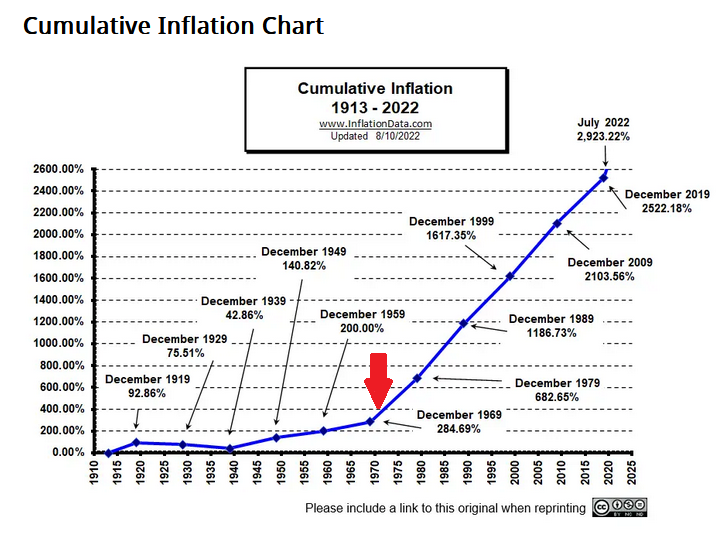 Cumulative Inflation Chart
Cumulative Inflation
1913 - 2022
www.InflationData.com
Updated 8/10/2022
July 2022
2,923.22%
2600.00%
2400.00%
2200.00%
2000.00%
1800.00%
1600.00%
1400.00%
1200.00%
1000.00%
800.00%
600.00%
400.00%
200.00%
0.00%
December 1919
92.86%
December 1929
75.51%
December 1939
42.86%
December 1949
140.82%
December 1959
200.00%
December 1969
284.69%
December 1979
682.65%
December 1989
1186.73%
December 1999
1617.35%
December 2009
2103.56%
December 2019
2522.18%
1910
1915
1920
1925
1930
1935
1940
1945
1950
1955
1960
1965
1970
1975
1980
1985
1990
1995
2000
2005
2010
2015
2020
2025
Please include a link to this original when reprinting
cc